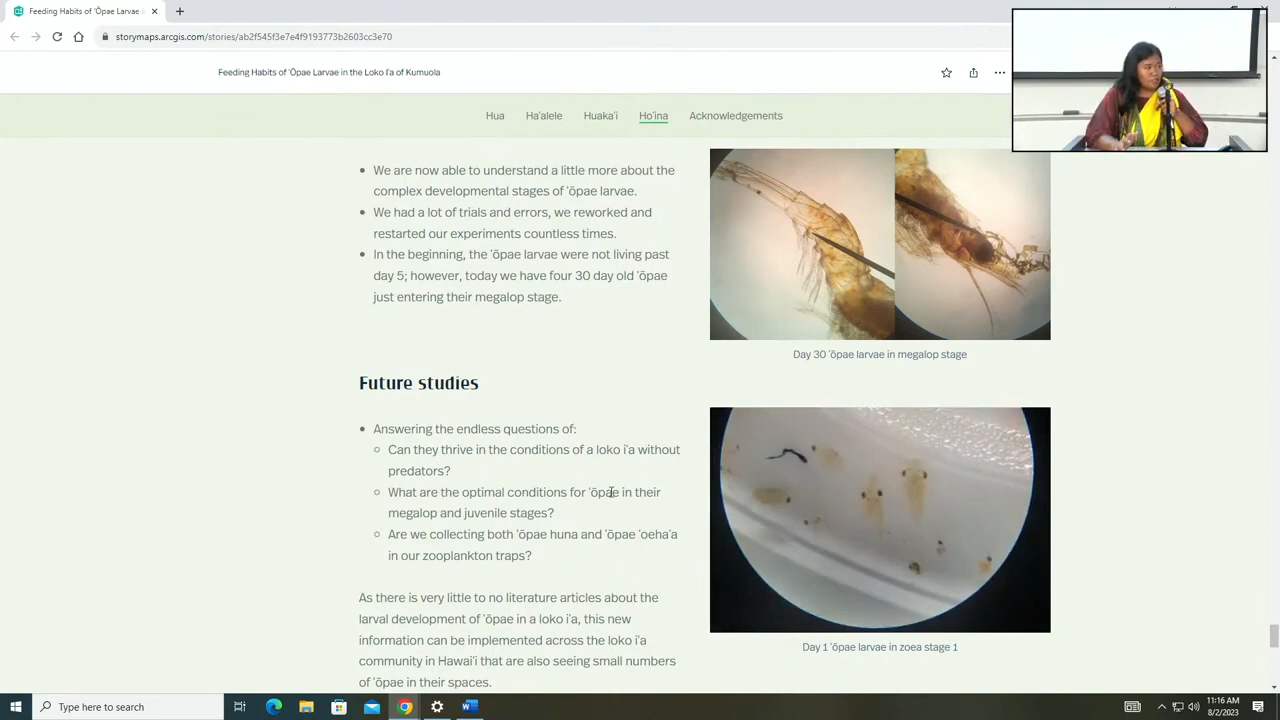 Feeding Habits of ʻŌpae Larvae i
storymaps.arcgis.com/stories/ab2f545f3e7e4f9193773b2603cc3e70
Feeding Habits of ʻŌpae Larvae in the Loko Iʻa of Kumuola
Hua Haʻalele Huakaʻi Hoʻina Acknowledgements
We are now able to understand a little more about the
complex developmental stages of ʻōpae larvae.
We had a lot of trials and errors, we reworked and
restarted our experiments countless times.
In the beginning, the ʻōpae larvae were not living past
day 5; however, today we have four 30 day old ʻōpae
just entering their megalop stage.
Day 30 ʻōpae larvae in megalop stage
Future studies
Answering the endless questions of:
Can they thrive in the conditions of a loko iʻa without
predators?
What are the optimal conditions for ʻōpae in their
megalop and juvenile stages?
Are we collecting both ʻōpae huna and ʻōpae ʻoehaʻa
in our zooplankton traps?
As there is very little to no literature articles about the
larval development of ʻōpae in a loko iʻa, this new
information can be implemented across the loko iʻa
community in Hawaiʻi that are also seeing small numbers
of ʻōpae in their spaces.
Day 1 ʻōpae larvae in zoea stage 1
Type here to search
11:16 AM
8/2/2023